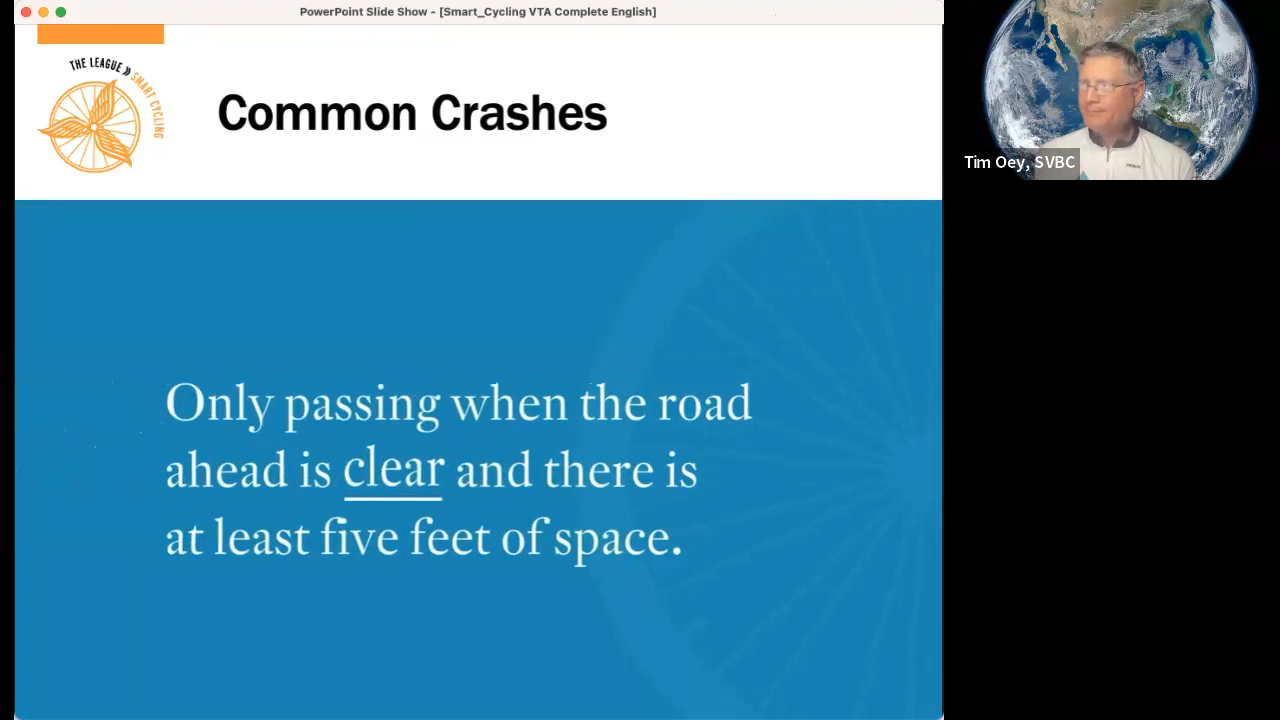 PowerPoint Slide Show - [Smart_Cycling VTA Complete English]
THE LEAGUE
SMART CYCLING
Common Crashes
Tim Oey, SVBC
Only passing when the road
ahead is clear and there is
at least five feet of space.